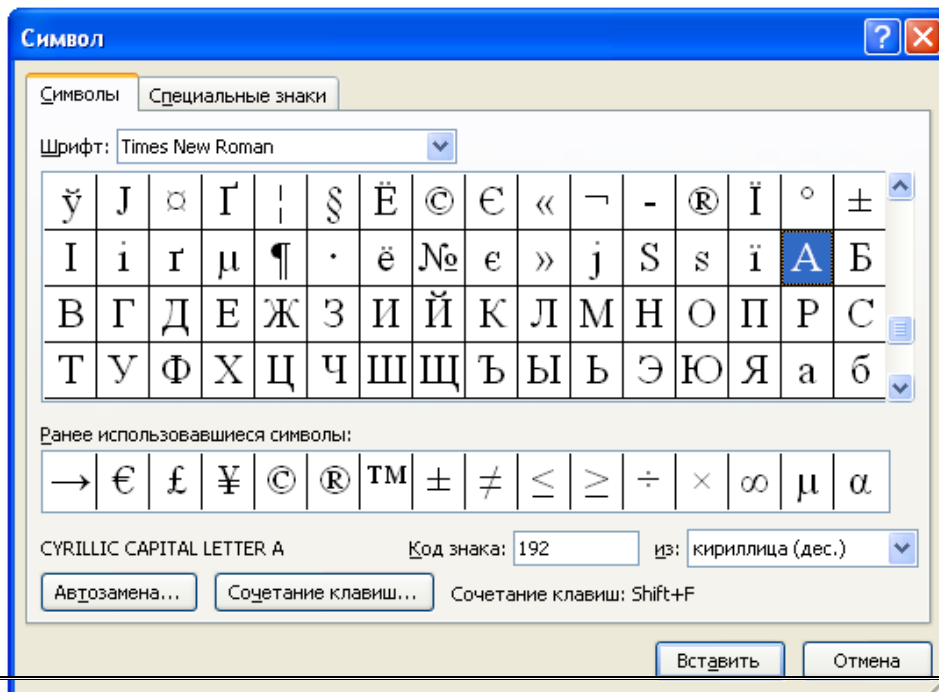 Символ
Символы Специальные знаки
Шрифт: Times New Roman
ў Ј ¤ Ґ ¦ § Ё © Є « ¬ - ® Ї ° ±
І і ґ µ ¶ · ё № є » ј Ѕ ѕ ї А Б
В Г Д Е Ж З И Й К Л М Н О П Р С
Т У Ф Х Ц Ч Ш Щ Ъ Ы Ь Э Ю Я а б
Ранее использовавшиеся символы:
→ € £ ¥ © ® ™ ± ≠ ≤ ≥ ÷ × ∞ µ α
CYRILLIC CAPITAL LETTER A Код знака: 192 из: кириллица (дес.)
Автозамена... Сочетание клавиш... Сочетание клавиш: Shift+F
Вставить Отмена